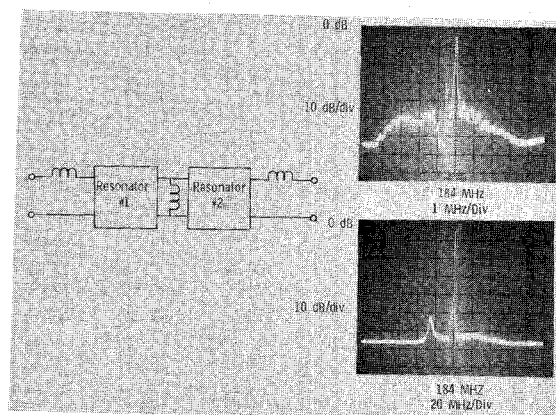 0 dB
10 dB/div
184 MHz
1 MHz/Div
Resonator
#1
Resonator
#2
0 dB
10 dB/div
184 MHZ
20 MHz/Div